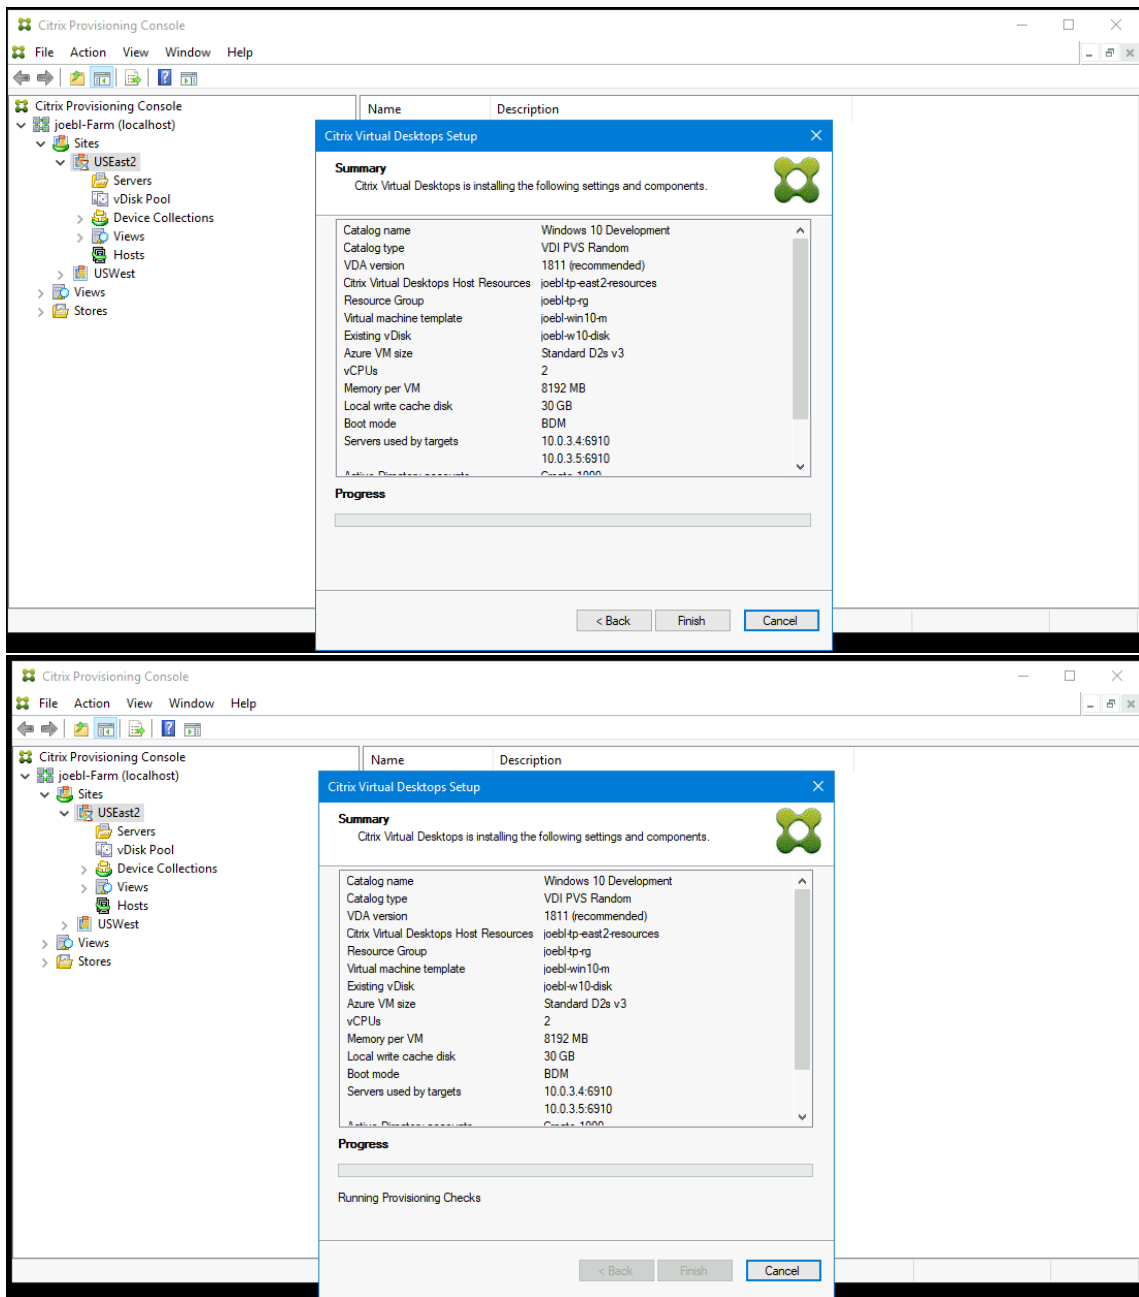 Citrix Provisioning Console
File Action View Window Help
Citrix Provisioning Console
joebl-Farm (localhost)
Sites
USEast2
Servers
vDisk Pool
Device Collections
Views
Hosts
USWest
Views
Stores
Name Description
Citrix Virtual Desktops Setup
Summary
Citrix Virtual Desktops is installing the following settings and components.
Catalog name Windows 10 Development
Catalog type VDI PVS Random
VDA version 1811 (recommended)
Citrix Virtual Desktops Host Resources joebl-tp-east2-resources
Resource Group joebl-tp-rg
Virtual machine template joebl-win10-m
Existing vDisk joebl-w10-disk
Azure VM size Standard D2s v3
vCPUs 2
Memory per VM 8192 MB
Local write cache disk 30 GB
Boot mode BDM
Servers used by targets 10.0.3.4:6910
10.0.3.5:6910
Active Directory accounts Create 1000
Progress
< Back Finish Cancel
Citrix Provisioning Console
File Action View Window Help
Citrix Provisioning Console
joebl-Farm (localhost)
Sites
USEast2
Servers
vDisk Pool
Device Collections
Views
Hosts
USWest
Views
Stores
Name Description
Citrix Virtual Desktops Setup
Summary
Citrix Virtual Desktops is installing the following settings and components.
Catalog name Windows 10 Development
Catalog type VDI PVS Random
VDA version 1811 (recommended)
Citrix Virtual Desktops Host Resources joebl-tp-east2-resources
Resource Group joebl-tp-rg
Virtual machine template joebl-win10-m
Existing vDisk joebl-w10-disk
Azure VM size Standard D2s v3
vCPUs 2
Memory per VM 8192 MB
Local write cache disk 30 GB
Boot mode BDM
Servers used by targets 10.0.3.4:6910
10.0.3.5:6910
Active Directory accounts Create 1000
Progress
Running Provisioning Checks
< Back Finish Cancel